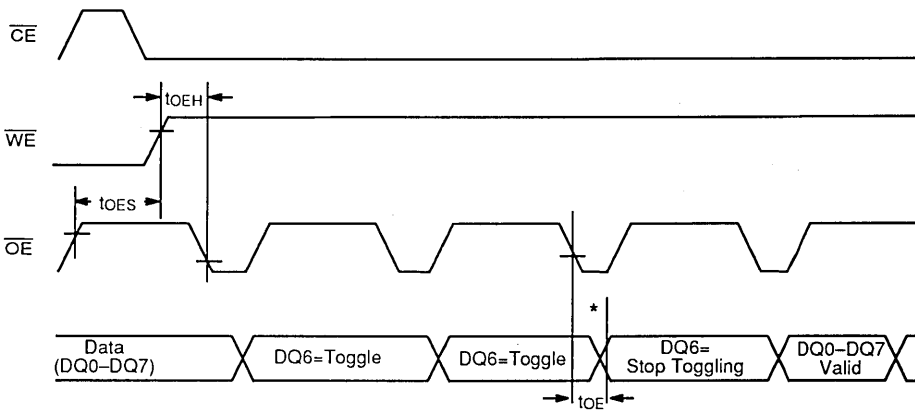 CE
tOEH
WE
tOES
OE
*
Data
(DQ0–DQ7)
DQ6=Toggle
DQ6=Toggle
DQ6=
Stop Toggling
DQ0–DQ7
Valid
tOE